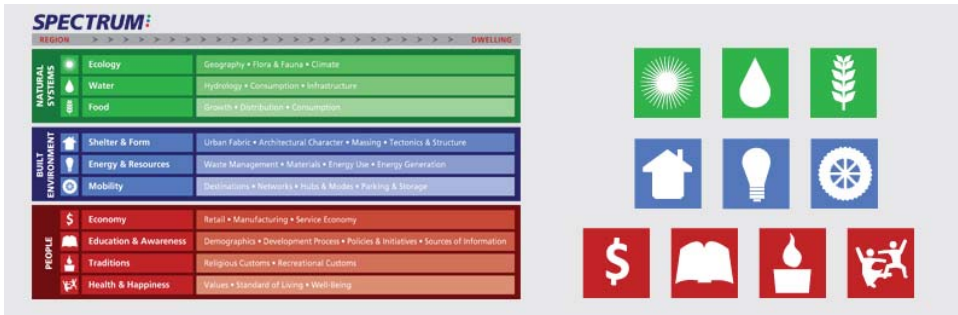 SPECTRUM
REGION > > > > > > > > > > > > > > > > > > > > > > > > > DWELLING
NATURAL SYSTEMS
Ecology Geography • Flora & Fauna • Climate
Water Hydrology • Consumption • Infrastructure
Food Growth • Distribution • Consumption
BUILT ENVIRONMENT
Shelter & Form Urban Fabric • Architectural Character • Massing • Tectonics & Structure
Energy & Resources Waste Management • Materials • Energy Use • Energy Generation
Mobility Destinations • Networks • Hubs & Modes • Parking & Storage
PEOPLE
$ Economy Retail • Manufacturing • Service Economy
Education & Awareness Demographics • Development Process • Policies & Initiatives • Sources of Information
Traditions Religious Customs • Recreational Customs
Health & Happiness Values • Standard of Living • Well-Being
$